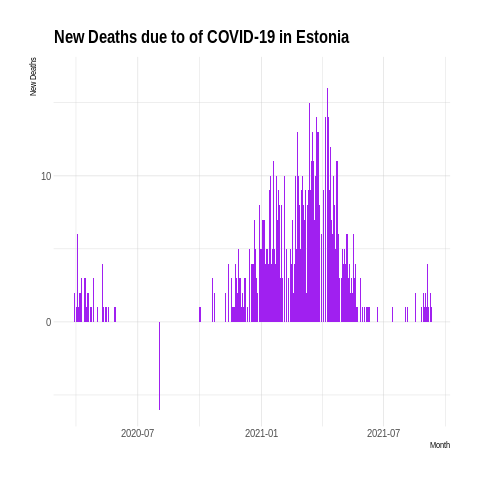 New Deaths due to of COVID-19 in Estonia
New Deaths
10
0
2020-07
2021-01
2021-07
Month